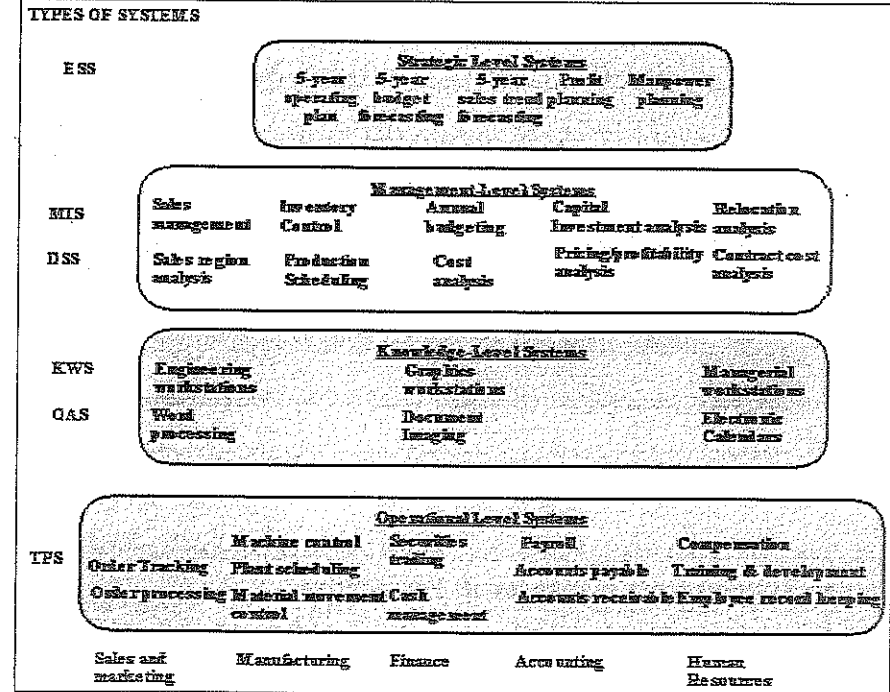 TYPES OF SYSTEMS
ESS
Strategic Level Systems
5-year 5-year 5-year Profit Manpower
operating budget sales trend planning planning
plan forecasting forecasting
Management-Level Systems
MIS
Sales Inventory Annual Capital Relocation
management Control budgeting Investment analysis analysis
DSS
Sales region Production Cost Pricing/profitability Contract cost
analysis Scheduling analysis analysis analysis
Knowledge-Level Systems
KWS
Engineering Graphics Managerial
workstations workstations workstations
OAS
Word Document Electronic
processing Imaging Calendars
Operational Level Systems
TPS
Machine control Securities Payroll Compensation
trading
Order Tracking Plant scheduling Accounts payable Training & development
Order processing Material movement Cash Accounts receivable Employee record keeping
control management
Sales and Manufacturing Finance Accounting Human
marketing Resources